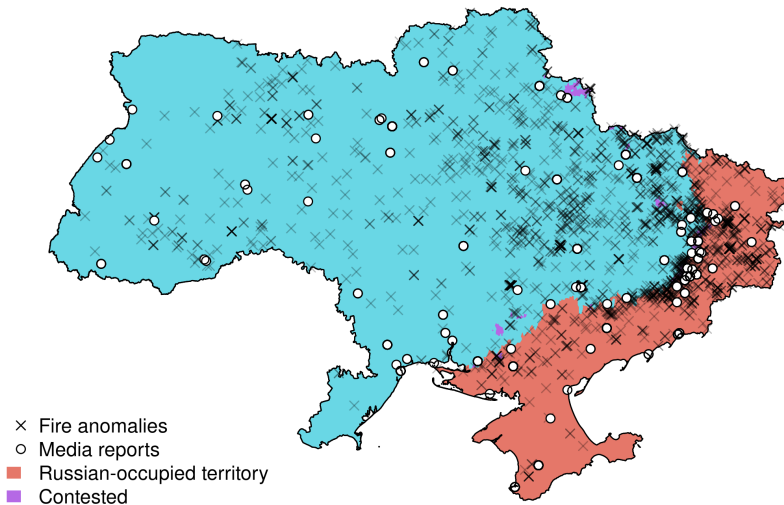 Fire anomalies
Media reports
Russian-occupied territory
Contested